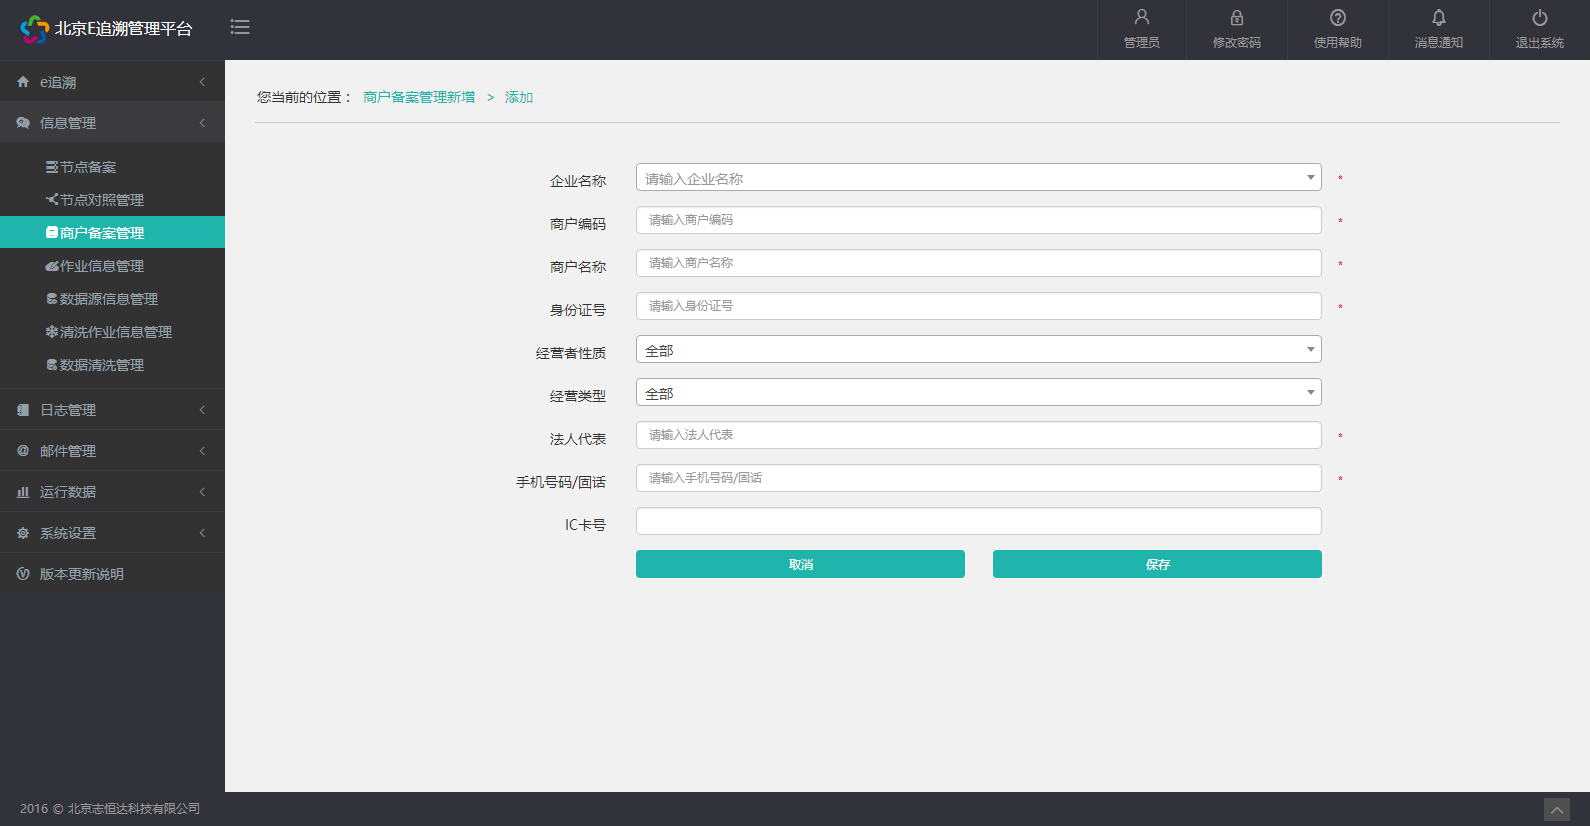 北京E追溯管理平台
管理员
修改密码
使用帮助
消息通知
退出系统
e追溯
信息管理
节点备案
节点对照管理
商户备案管理
作业信息管理
数据源信息管理
清洗作业信息管理
数据清洗管理
日志管理
邮件管理
运行数据
系统设置
版本更新说明
您当前的位置： 商户备案管理新增 > 添加
企业名称 请输入企业名称 *
商户编码 请输入商户编码 *
商户名称 请输入商户名称 *
身份证号 请输入身份证号 *
经营者性质 全部
经营类型 全部
法人代表 请输入法人代表 *
手机号码/固话 请输入手机号码/固话 *
IC卡号
取消 保存
2016 © 北京志恒达科技有限公司